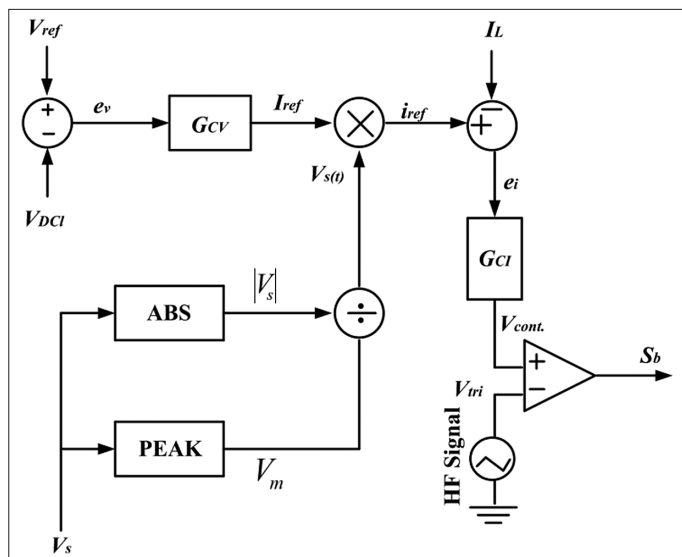 Vref
IL
+
−
ev
GCV
Iref
×
iref
−
+
VDC1
Vs(t)
ei
GCI
ABS
|Vs|
÷
Vcont.
+
−
Sb
Vtri
PEAK
Vm
HF Signal
Vs